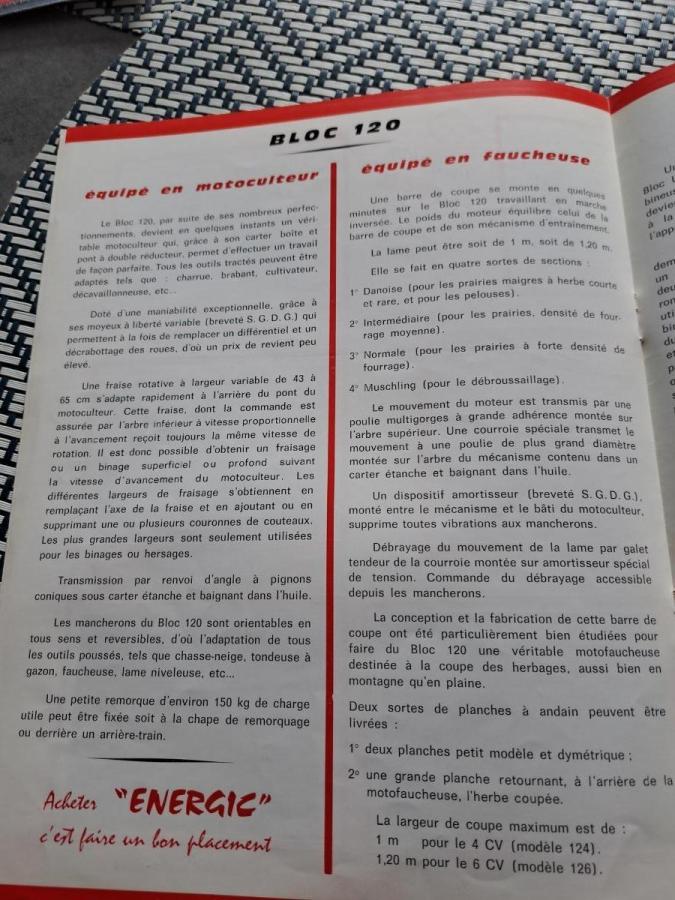 BLOC 120
équipé en motoculteur
Le Bloc 120, par suite de ses nombreux perfec-
tionnements, devient en quelques instants un véri-
table motoculteur qui, grâce à son carter boîte et
pont à double réducteur, permet d'effectuer un travail
de façon parfaite. Tous les outils tractés peuvent être
adaptés tels que : charrue, brabant, cultivateur,
décavaillonneuse, etc...
Doté d'une maniabilité exceptionnelle, grâce à
ses moyeux à liberté variable (breveté S. G. D. G.) qui
permettent à la fois de remplacer un différentiel et un
décrabottage des roues, d'où un prix de revient peu
élevé.
Une fraise rotative à largeur variable de 43 à
65 cm s'adapte rapidement à l'arrière du pont du
motoculteur. Cette fraise, dont la commande est
assurée par l'arbre inférieur à vitesse proportionnelle
à l'avancement reçoit toujours la même vitesse de
rotation. Il est donc possible d'obtenir un fraisage
ou un binage superficiel ou profond suivant
la vitesse d'avancement du motoculteur. Les
différentes largeurs de fraisage s'obtiennent en
remplaçant l'axe de la fraise et en ajoutant ou en
supprimant une ou plusieurs couronnes de couteaux.
Les plus grandes largeurs sont seulement utilisées
pour les binages ou hersages.
Transmission par renvoi d'angle à pignons
coniques sous carter étanche et baignant dans l'huile.
Les mancherons du Bloc 120 sont orientables en
tous sens et reversibles, d'où l'adaptation de tous
les outils poussés, tels que chasse-neige, tondeuse à
gazon, faucheuse, lame niveleuse, etc...
Une petite remorque d'environ 150 kg de charge
utile peut être fixée soit à la chape de remorquage
ou derrière un arrière-train.
Acheter "ENERGIC"
c'est faire un bon placement
équipé en faucheuse
Une barre de coupe se monte en quelques
minutes sur le Bloc 120 travaillant en marche
inversée. Le poids du moteur équilibre celui de la
barre de coupe et de son mécanisme d'entraînement.
La lame peut être soit de 1 m, soit de 1,20 m.
Elle se fait en quatre sortes de sections :
1° Danoise (pour les prairies maigres à herbe courte
et rare, et pour les pelouses).
2° Intermédiaire (pour les prairies, densité de four-
rage moyenne).
3° Normale (pour les prairies à forte densité de
fourrage).
4° Muschling (pour le débroussaillage).
Le mouvement du moteur est transmis par une
poulie multigorges à grande adhérence montée sur
l'arbre supérieur. Une courroie spéciale transmet le
mouvement à une poulie de plus grand diamètre
montée sur l'arbre du mécanisme contenu dans un
carter étanche et baignant dans l'huile.
Un dispositif amortisseur (breveté S. G. D. G.),
monté entre le mécanisme et le bâti du motoculteur,
supprime toutes vibrations aux mancherons.
Débrayage du mouvement de la lame par galet
tendeur de la courroie montée sur amortisseur spécial
de tension. Commande du débrayage accessible
depuis les mancherons.
La conception et la fabrication de cette barre de
coupe ont été particulièrement bien étudiées pour
faire du Bloc 120 une véritable motofaucheuse
destinée à la coupe des herbages, aussi bien en
montagne qu'en plaine.
Deux sortes de planches à andain peuvent être
livrées :
1° deux planches petit modèle et dymétrique ;
2° une grande planche retournant, à l'arrière de la
motofaucheuse, l'herbe coupée.
La largeur de coupe maximum est de :
1 m pour le 4 CV (modèle 124).
1,20 m pour le 6 CV (modèle 126).